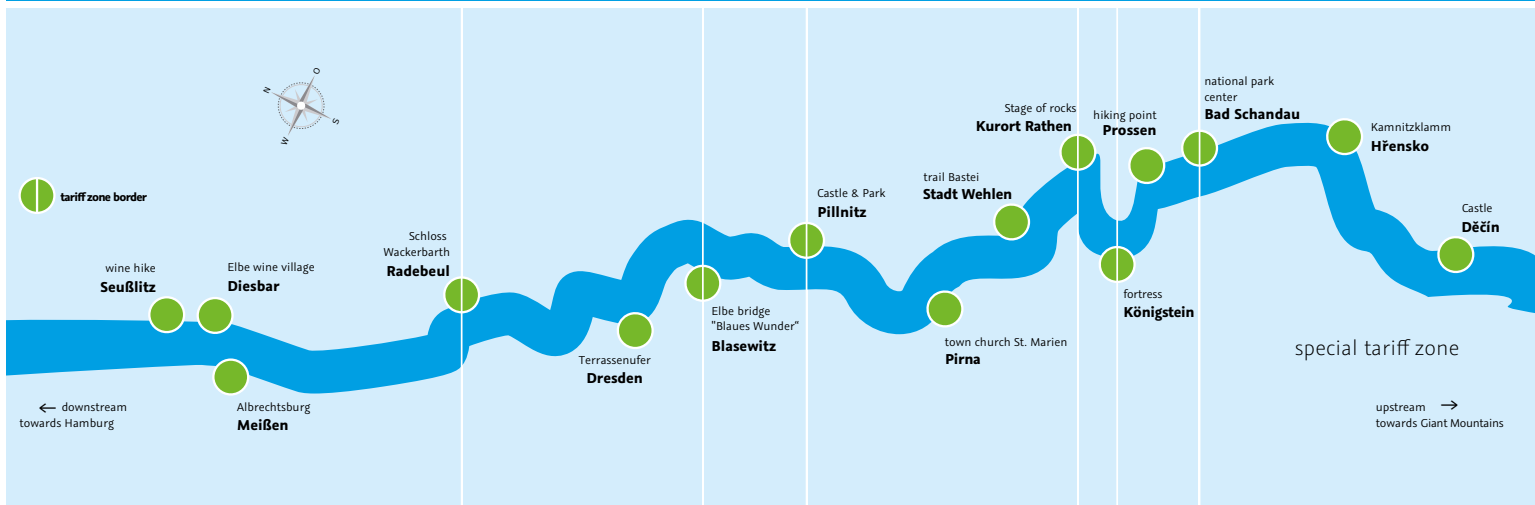 N
O
W
S
tariff zone border
wine hike
Seußlitz
Elbe wine village
Diesbar
Albrechtsburg
Meißen
← downstream
towards Hamburg
Schloss
Wackerbarth
Radebeul
Terrassenufer
Dresden
Elbe bridge
"Blaues Wunder"
Blasewitz
Castle & Park
Pillnitz
town church St. Marien
Pirna
trail Bastei
Stadt Wehlen
Stage of rocks
Kurort Rathen
hiking point
Prossen
fortress
Königstein
national park
center
Bad Schandau
Kamnitzklamm
Hřensko
Castle
Děčín
special tariff zone
upstream →
towards Giant Mountains